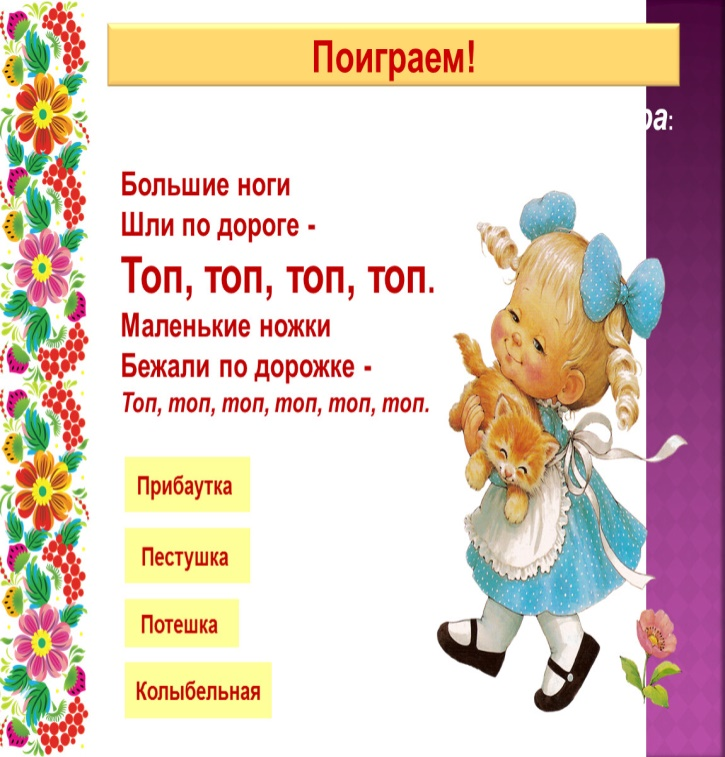 Поиграем!
ра:
Большие ноги
Шли по дороге -
Топ, топ, топ, топ.
Маленькие ножки
Бежали по дорожке -
Топ, топ, топ, топ, топ, топ.
Прибаутка
Пестушка
Потешка
Колыбельная